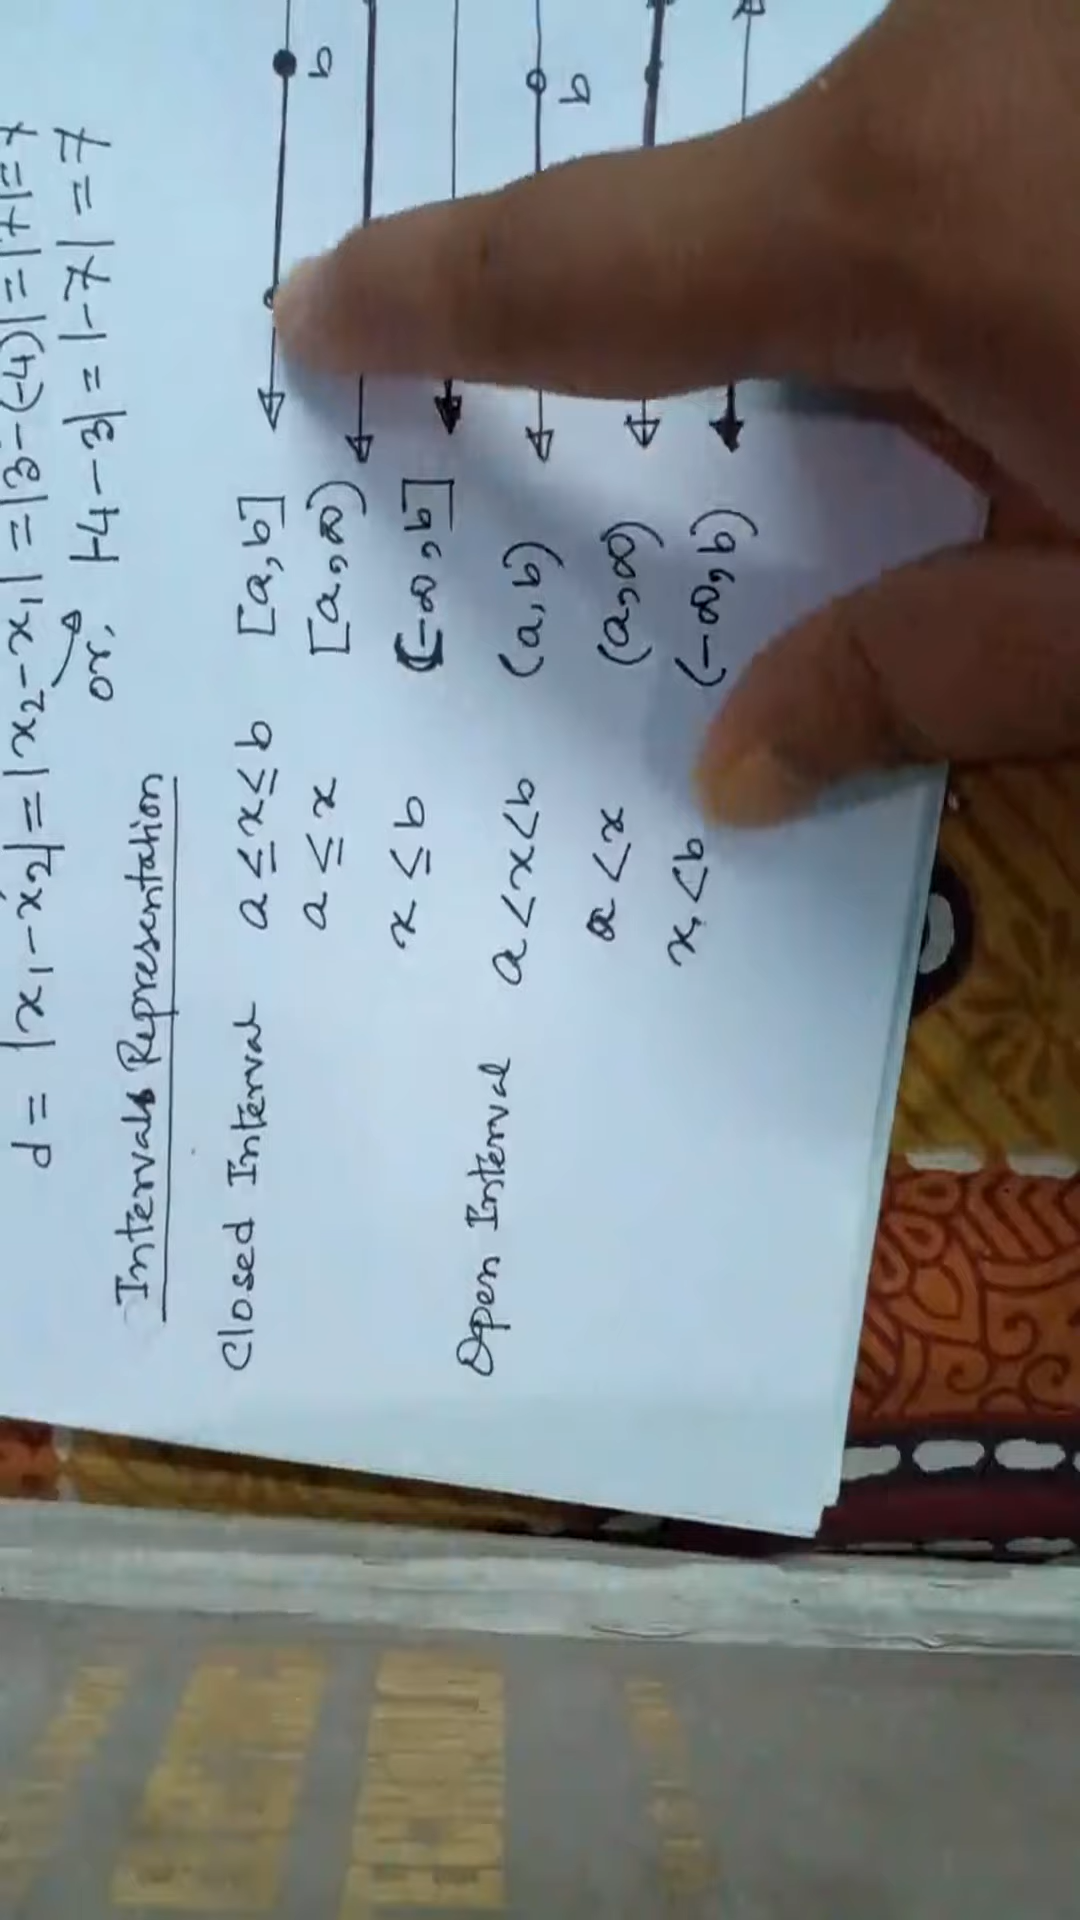 d = |x₁-x₂| = |x₂-x₁| = |3-(-4)| = |7| = 7
or, |-4-3| = |-7| = 7
Intervals Representation
Closed Interval a ≤ x ≤ b [a, b] b
a ≤ x [a, ∞)
x ≤ b (-∞, b]
Open Interval a < x < b (a, b) b
a < x (a, ∞)
x < b (-∞, b)